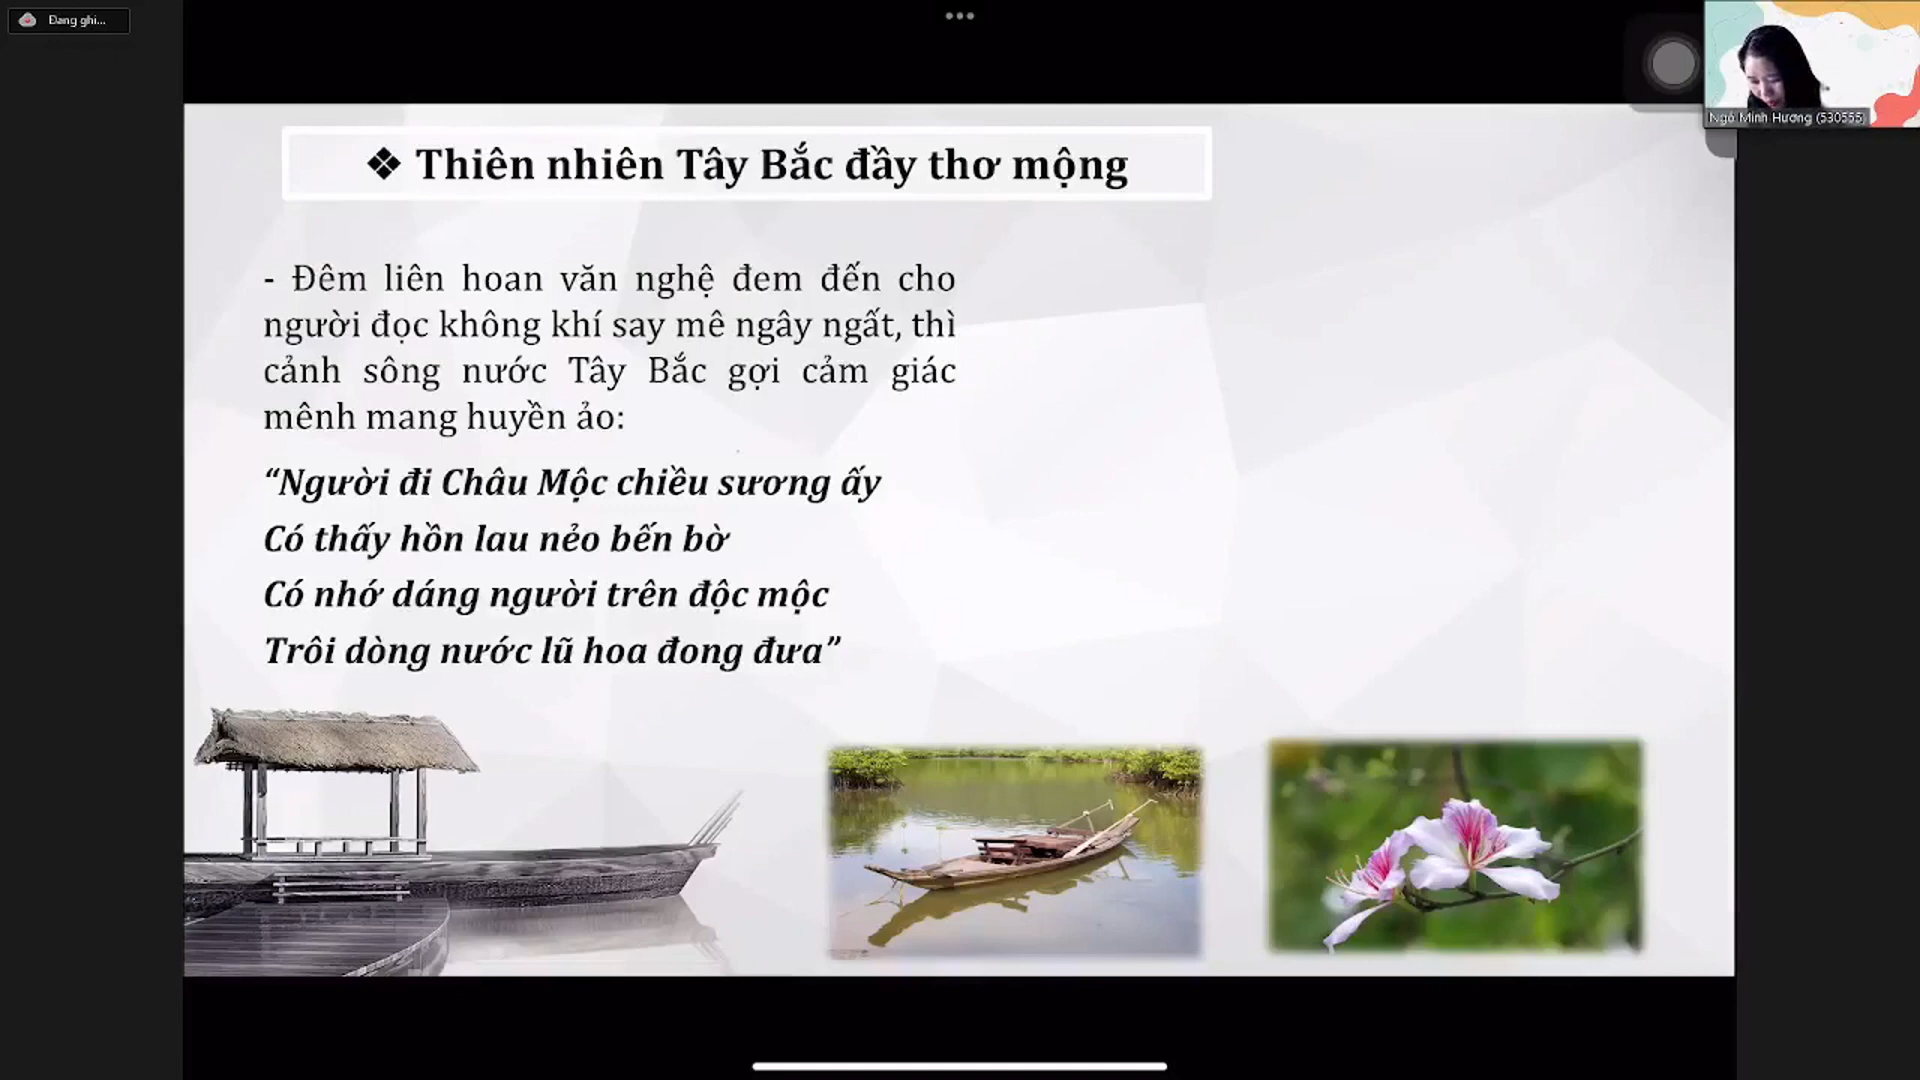 Đang ghi...
Ngô Minh Hương (530555)
❖ Thiên nhiên Tây Bắc đầy thơ mộng
- Đêm liên hoan văn nghệ đem đến cho
người đọc không khí say mê ngây ngất, thì
cảnh sông nước Tây Bắc gợi cảm giác
mênh mang huyền ảo:
“Người đi Châu Mộc chiều sương ấy
Có thấy hồn lau nẻo bến bờ
Có nhớ dáng người trên độc mộc
Trôi dòng nước lũ hoa đong đưa”